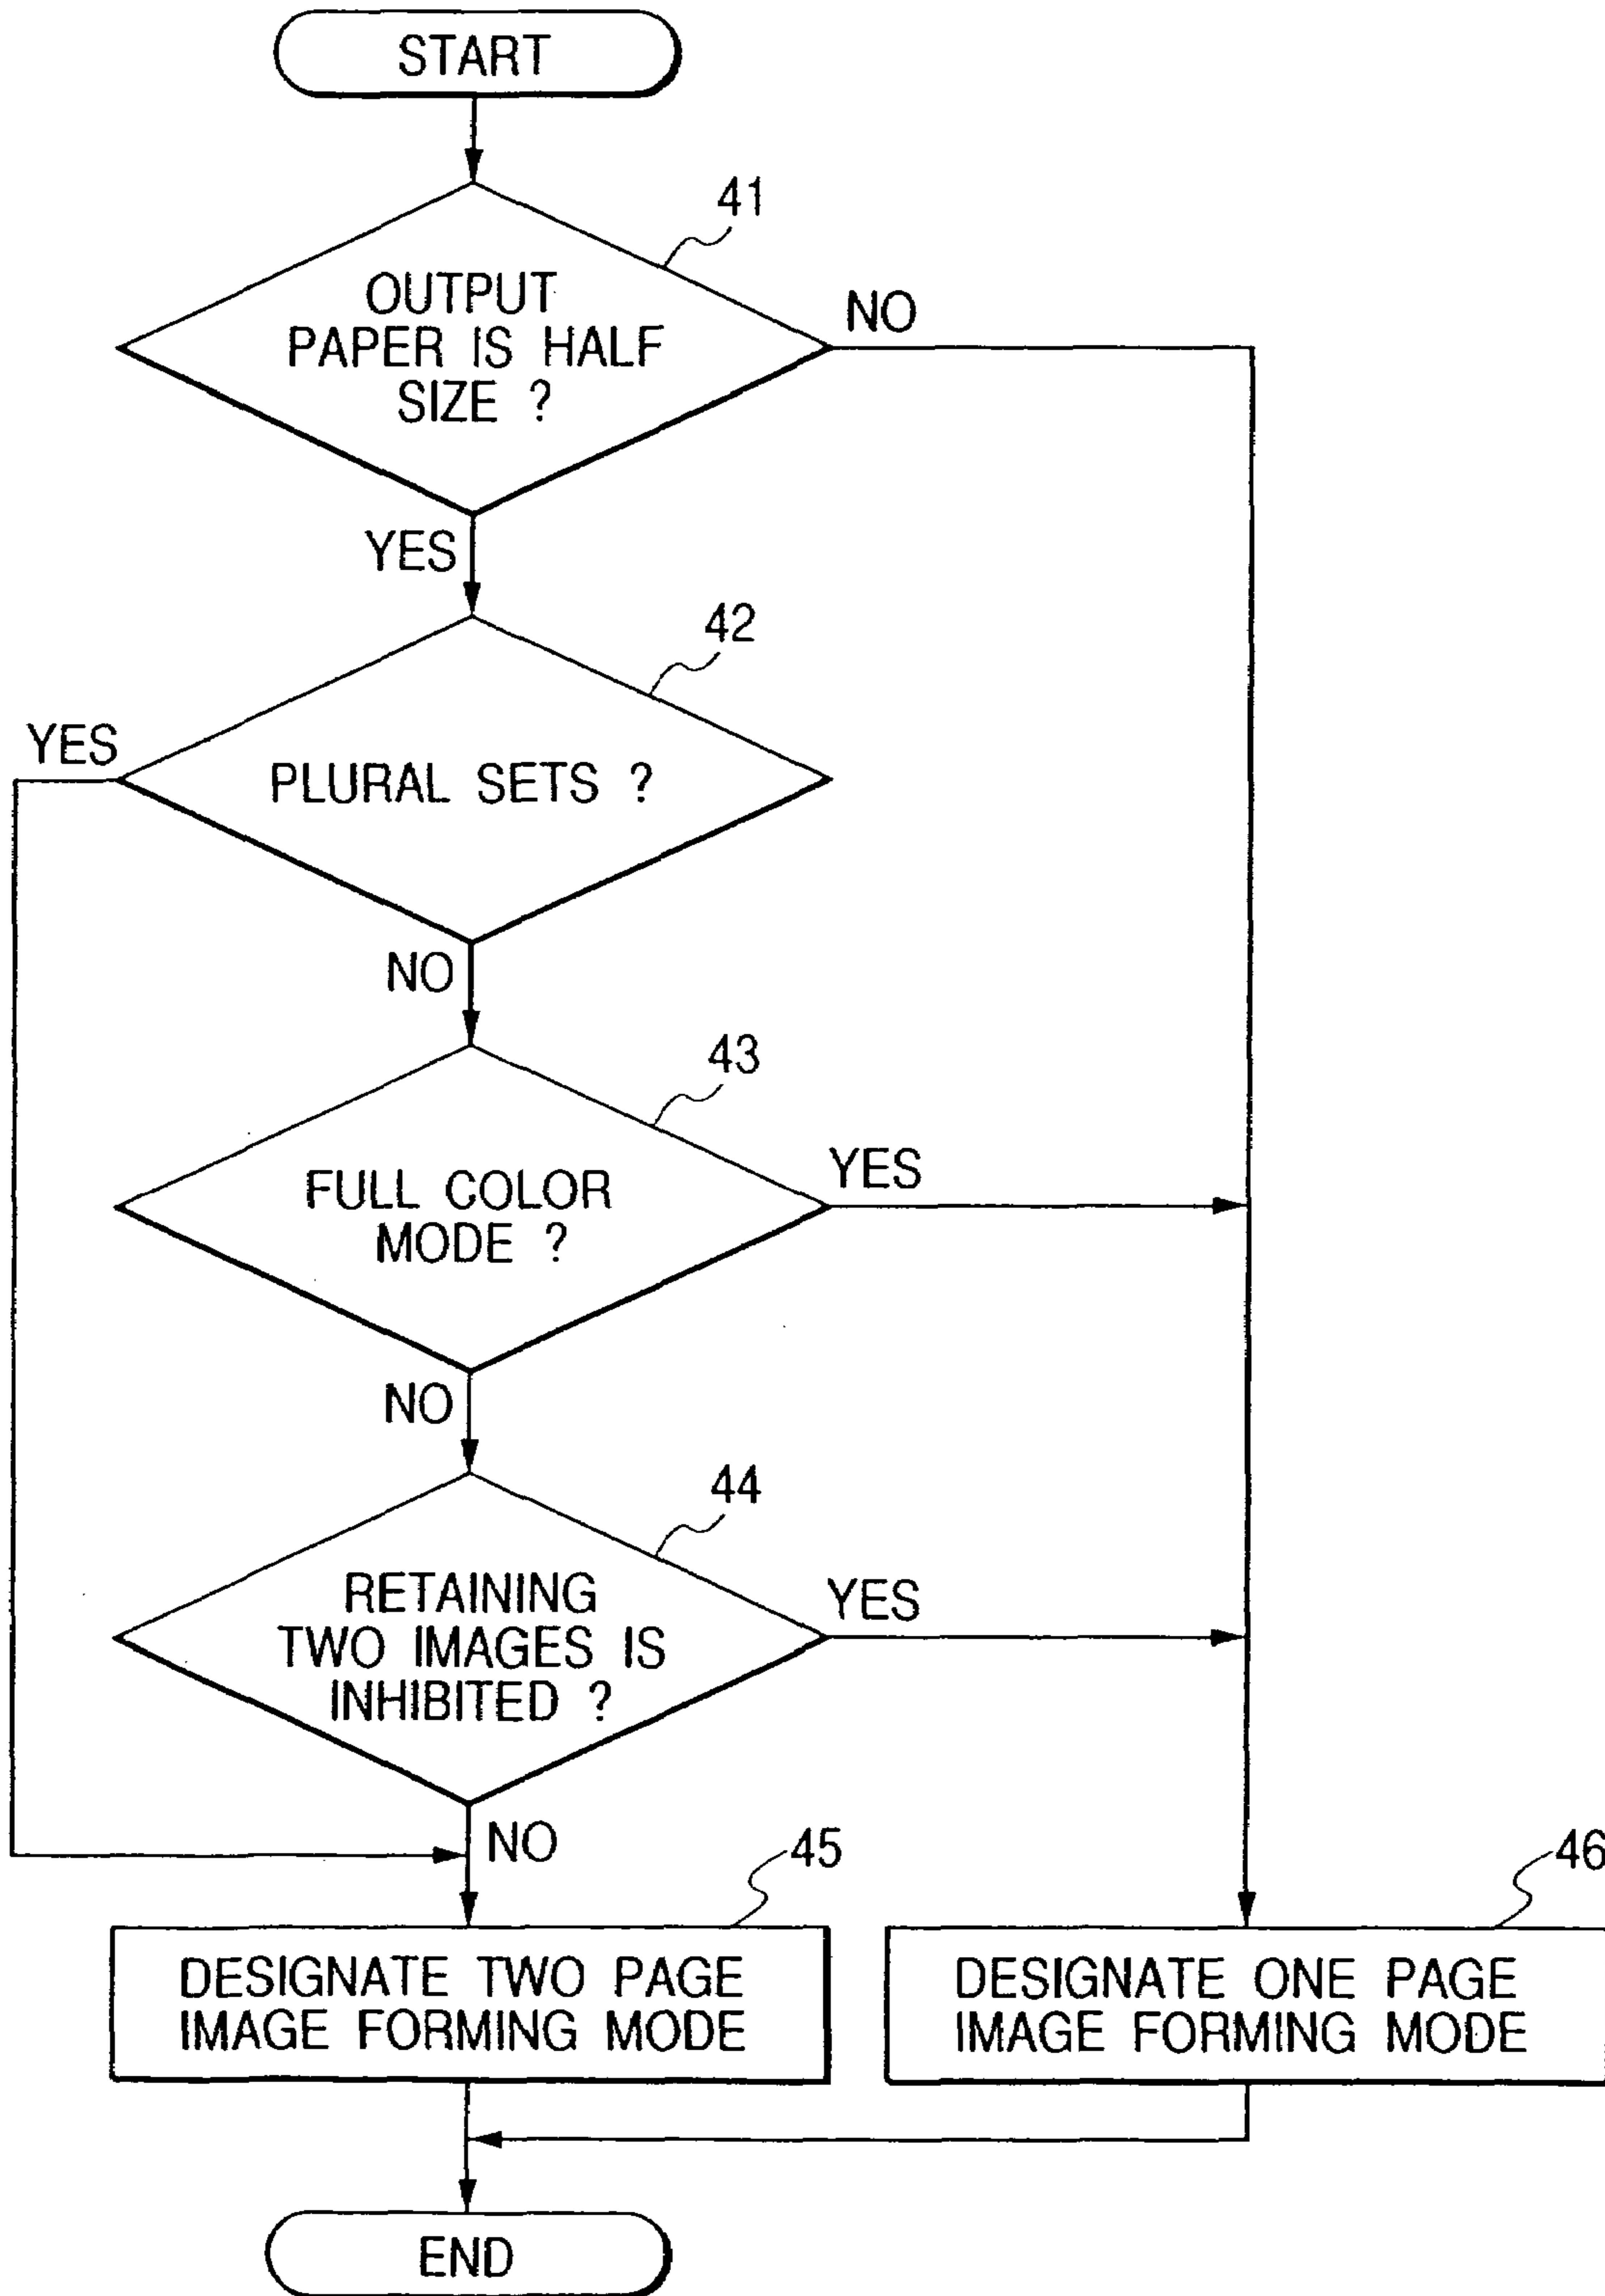 START
41
OUTPUT
PAPER IS HALF
SIZE ?
NO
YES
42
YES
PLURAL SETS ?
NO
43
FULL COLOR
MODE ?
YES
NO
44
RETAINING
TWO IMAGES IS
INHIBITED ?
YES
NO
45
46
DESIGNATE TWO PAGE
IMAGE FORMING MODE
DESIGNATE ONE PAGE
IMAGE FORMING MODE
END